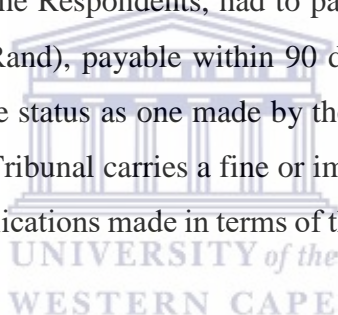 he Respondents, had to pa
Rand), payable within 90 d
e status as one made by the
Tribunal carries a fine or im
lications made in terms of t
UNIVERSITY of the
WESTERN CAPE